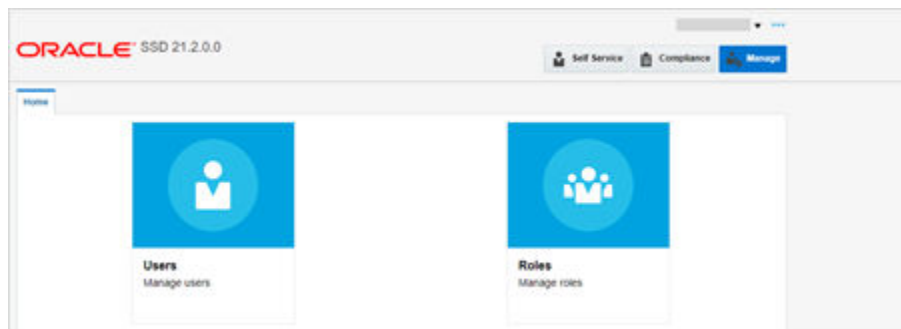 ORACLE SSD 21.2.0.0
Self Service Compliance Manage
Home
Users Roles
Manage users Manage roles